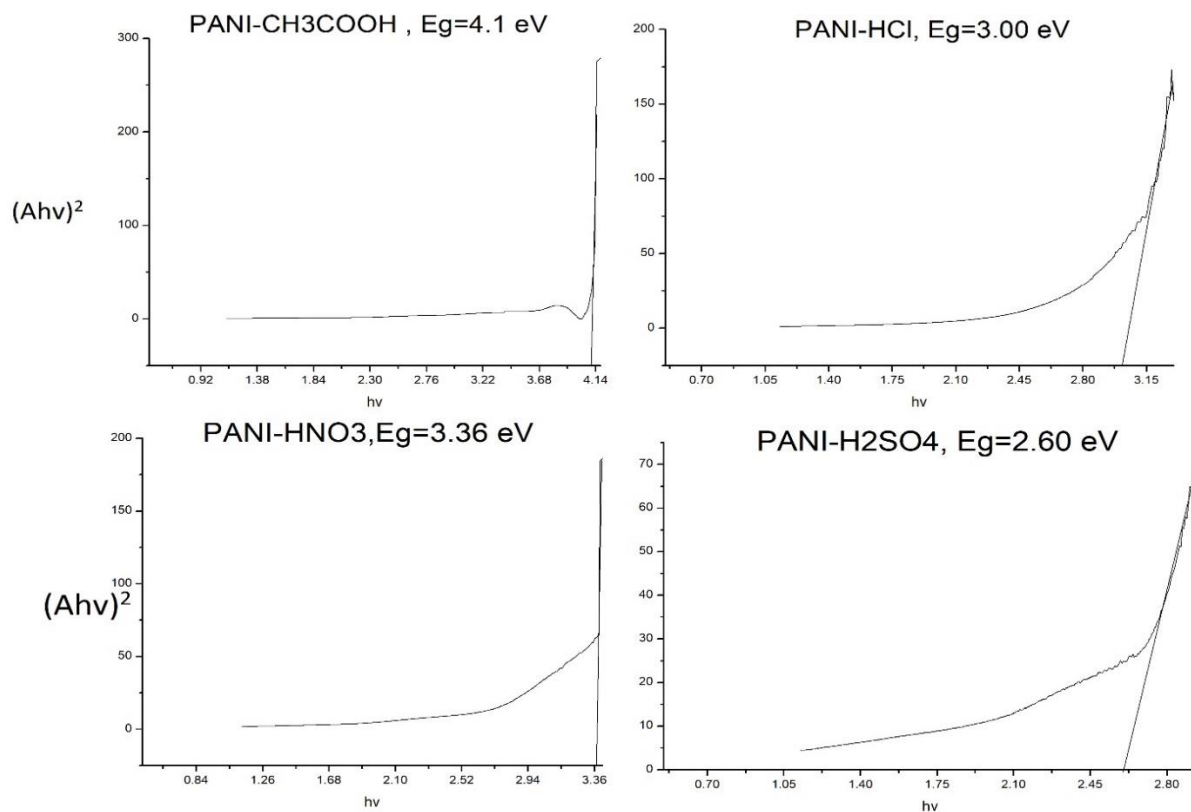 PANI-CH3COOH , Eg=4.1 eV
300
200
100
0
0.92 1.38 1.84 2.30 2.76 3.22 3.68 4.14
hv
(Ahv)²
PANI-HCl, Eg=3.00 eV
200
150
100
50
0
0.70 1.05 1.40 1.75 2.10 2.45 2.80 3.15
hv
PANI-HNO3,Eg=3.36 eV
200
150
100
50
0
0.84 1.26 1.68 2.10 2.52 2.94 3.36
hv
(Ahv)²
PANI-H2SO4, Eg=2.60 eV
70
60
50
40
30
20
10
0
0.70 1.05 1.40 1.75 2.10 2.45 2.80
hv